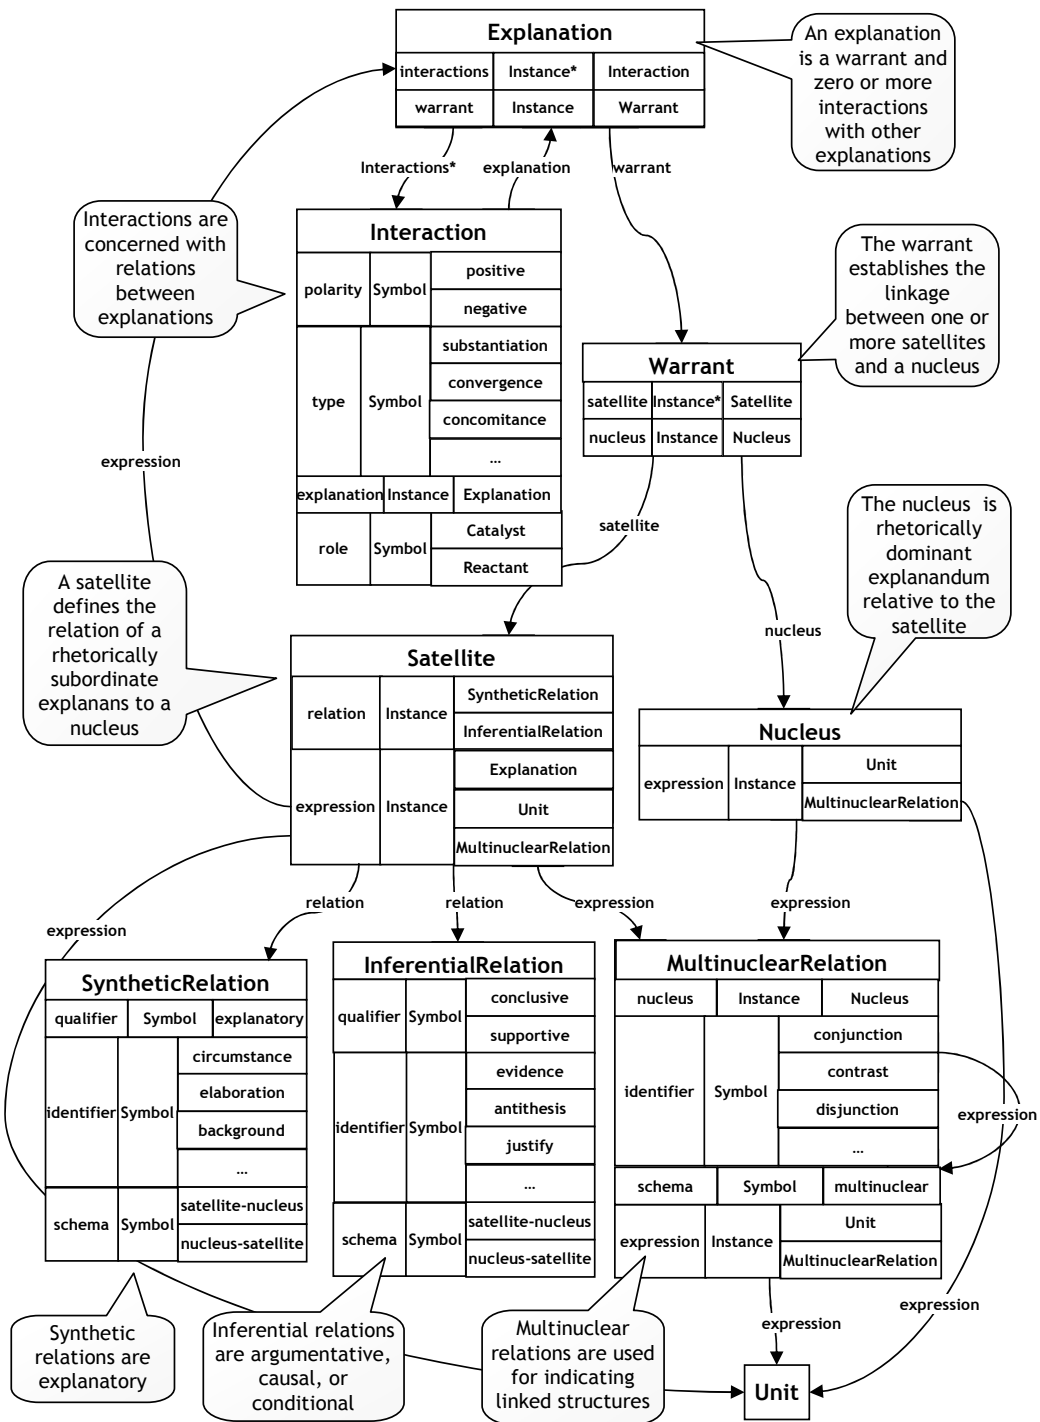 Explanation
interactions Instance* Interaction
warrant Instance Warrant
An explanation
is a warrant and
zero or more
interactions
with other
explanations
Interactions*
explanation
warrant
Interactions are
concerned with
relations
between
explanations
Interaction
polarity Symbol
positive
negative
type Symbol
substantiation
convergence
concomitance
...
explanation Instance Explanation
role Symbol
Catalyst
Reactant
The warrant
establishes the
linkage
between one or
more satellites
and a nucleus
Warrant
satellite Instance* Satellite
nucleus Instance Nucleus
expression
satellite
nucleus
The nucleus is
rhetorically
dominant
explanandum
relative to the
satellite
A satellite
defines the
relation of a
rhetorically
subordinate
explanans to a
nucleus
Satellite
relation Instance
SyntheticRelation
InferentialRelation
expression Instance
Explanation
Unit
MultinuclearRelation
Nucleus
expression Instance
Unit
MultinuclearRelation
expression
relation
relation
expression
expression
SyntheticRelation
qualifier Symbol explanatory
identifier Symbol
circumstance
elaboration
background
...
schema Symbol
satellite-nucleus
nucleus-satellite
InferentialRelation
qualifier Symbol
conclusive
supportive
identifier Symbol
evidence
antithesis
justify
...
schema Symbol
satellite-nucleus
nucleus-satellite
MultinuclearRelation
nucleus Instance Nucleus
identifier Symbol
conjunction
contrast
disjunction
...
schema Symbol multinuclear
expression Instance
Unit
MultinuclearRelation
expression
expression
expression
Synthetic
relations are
explanatory
Inferential relations
are argumentative,
causal, or
conditional
Multinuclear
relations are used
for indicating
linked structures
Unit